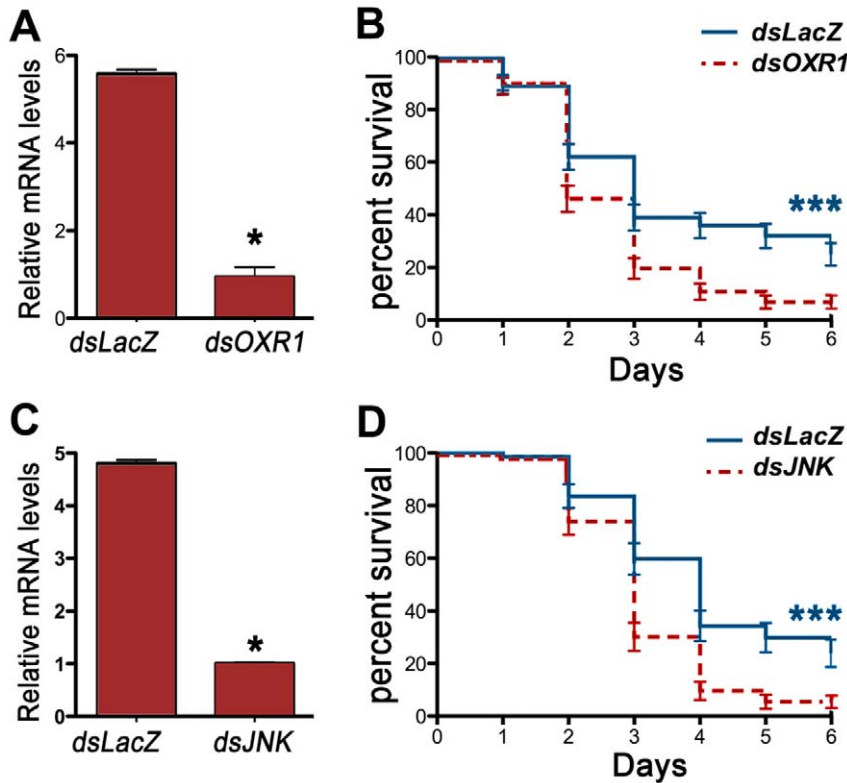 A
Relative mRNA levels
6
4
2
0
*
dsLacZ dsOXR1
B
dsLacZ
dsOXR1
percent survival
100
80
60
40
20
0
***
0 1 2 3 4 5 6
Days
C
Relative mRNA levels
5
4
3
2
1
0
*
dsLacZ dsJNK
D
dsLacZ
dsJNK
percent survival
100
80
60
40
20
0
***
0 1 2 3 4 5 6
Days